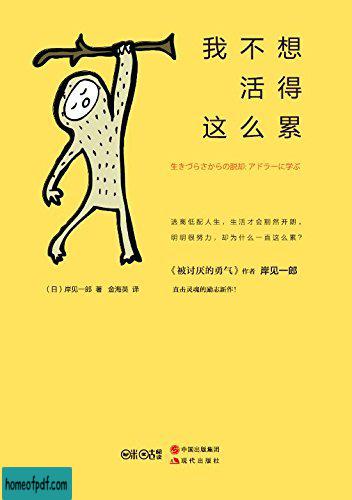 我不想
活得
这么累
生きづらさからの脱却:アドラーに学ぶ
逃离低配人生，生活才会豁然开朗。
明明很努力，却为什么一直这么累？
《被讨厌的勇气》作者 岸见一郎
直击灵魂的励志新作！
（日）岸见一郎 著 金海英 译
咪咕阅读
中国出版集团
现代出版社
homeofpdf.com